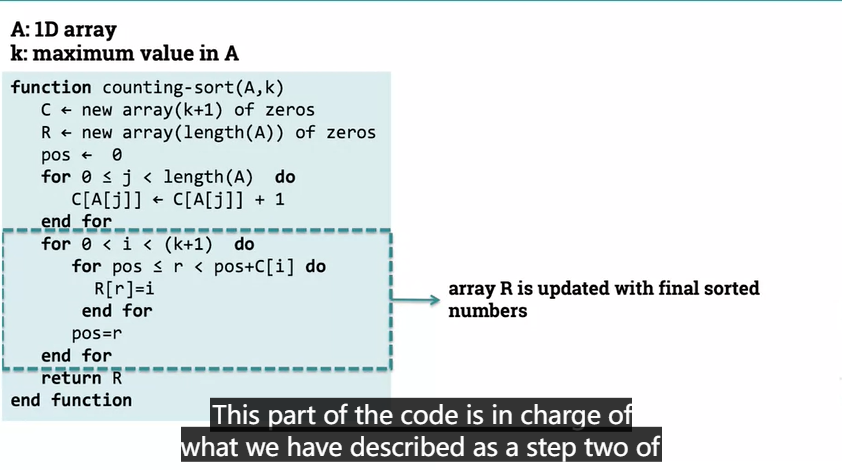 A: 1D array
k: maximum value in A
function counting-sort(A,k)
C ← new array(k+1) of zeros
R ← new array(length(A)) of zeros
pos ← 0
for 0 ≤ j < length(A) do
C[A[j]] ← C[A[j]] + 1
end for
for 0 < i < (k+1) do
for pos ≤ r < pos+C[i] do
R[r]=i
end for
pos=r
end for
return R
end function
array R is updated with final sorted
numbers
This part of the code is in charge of
what we have described as a step two of